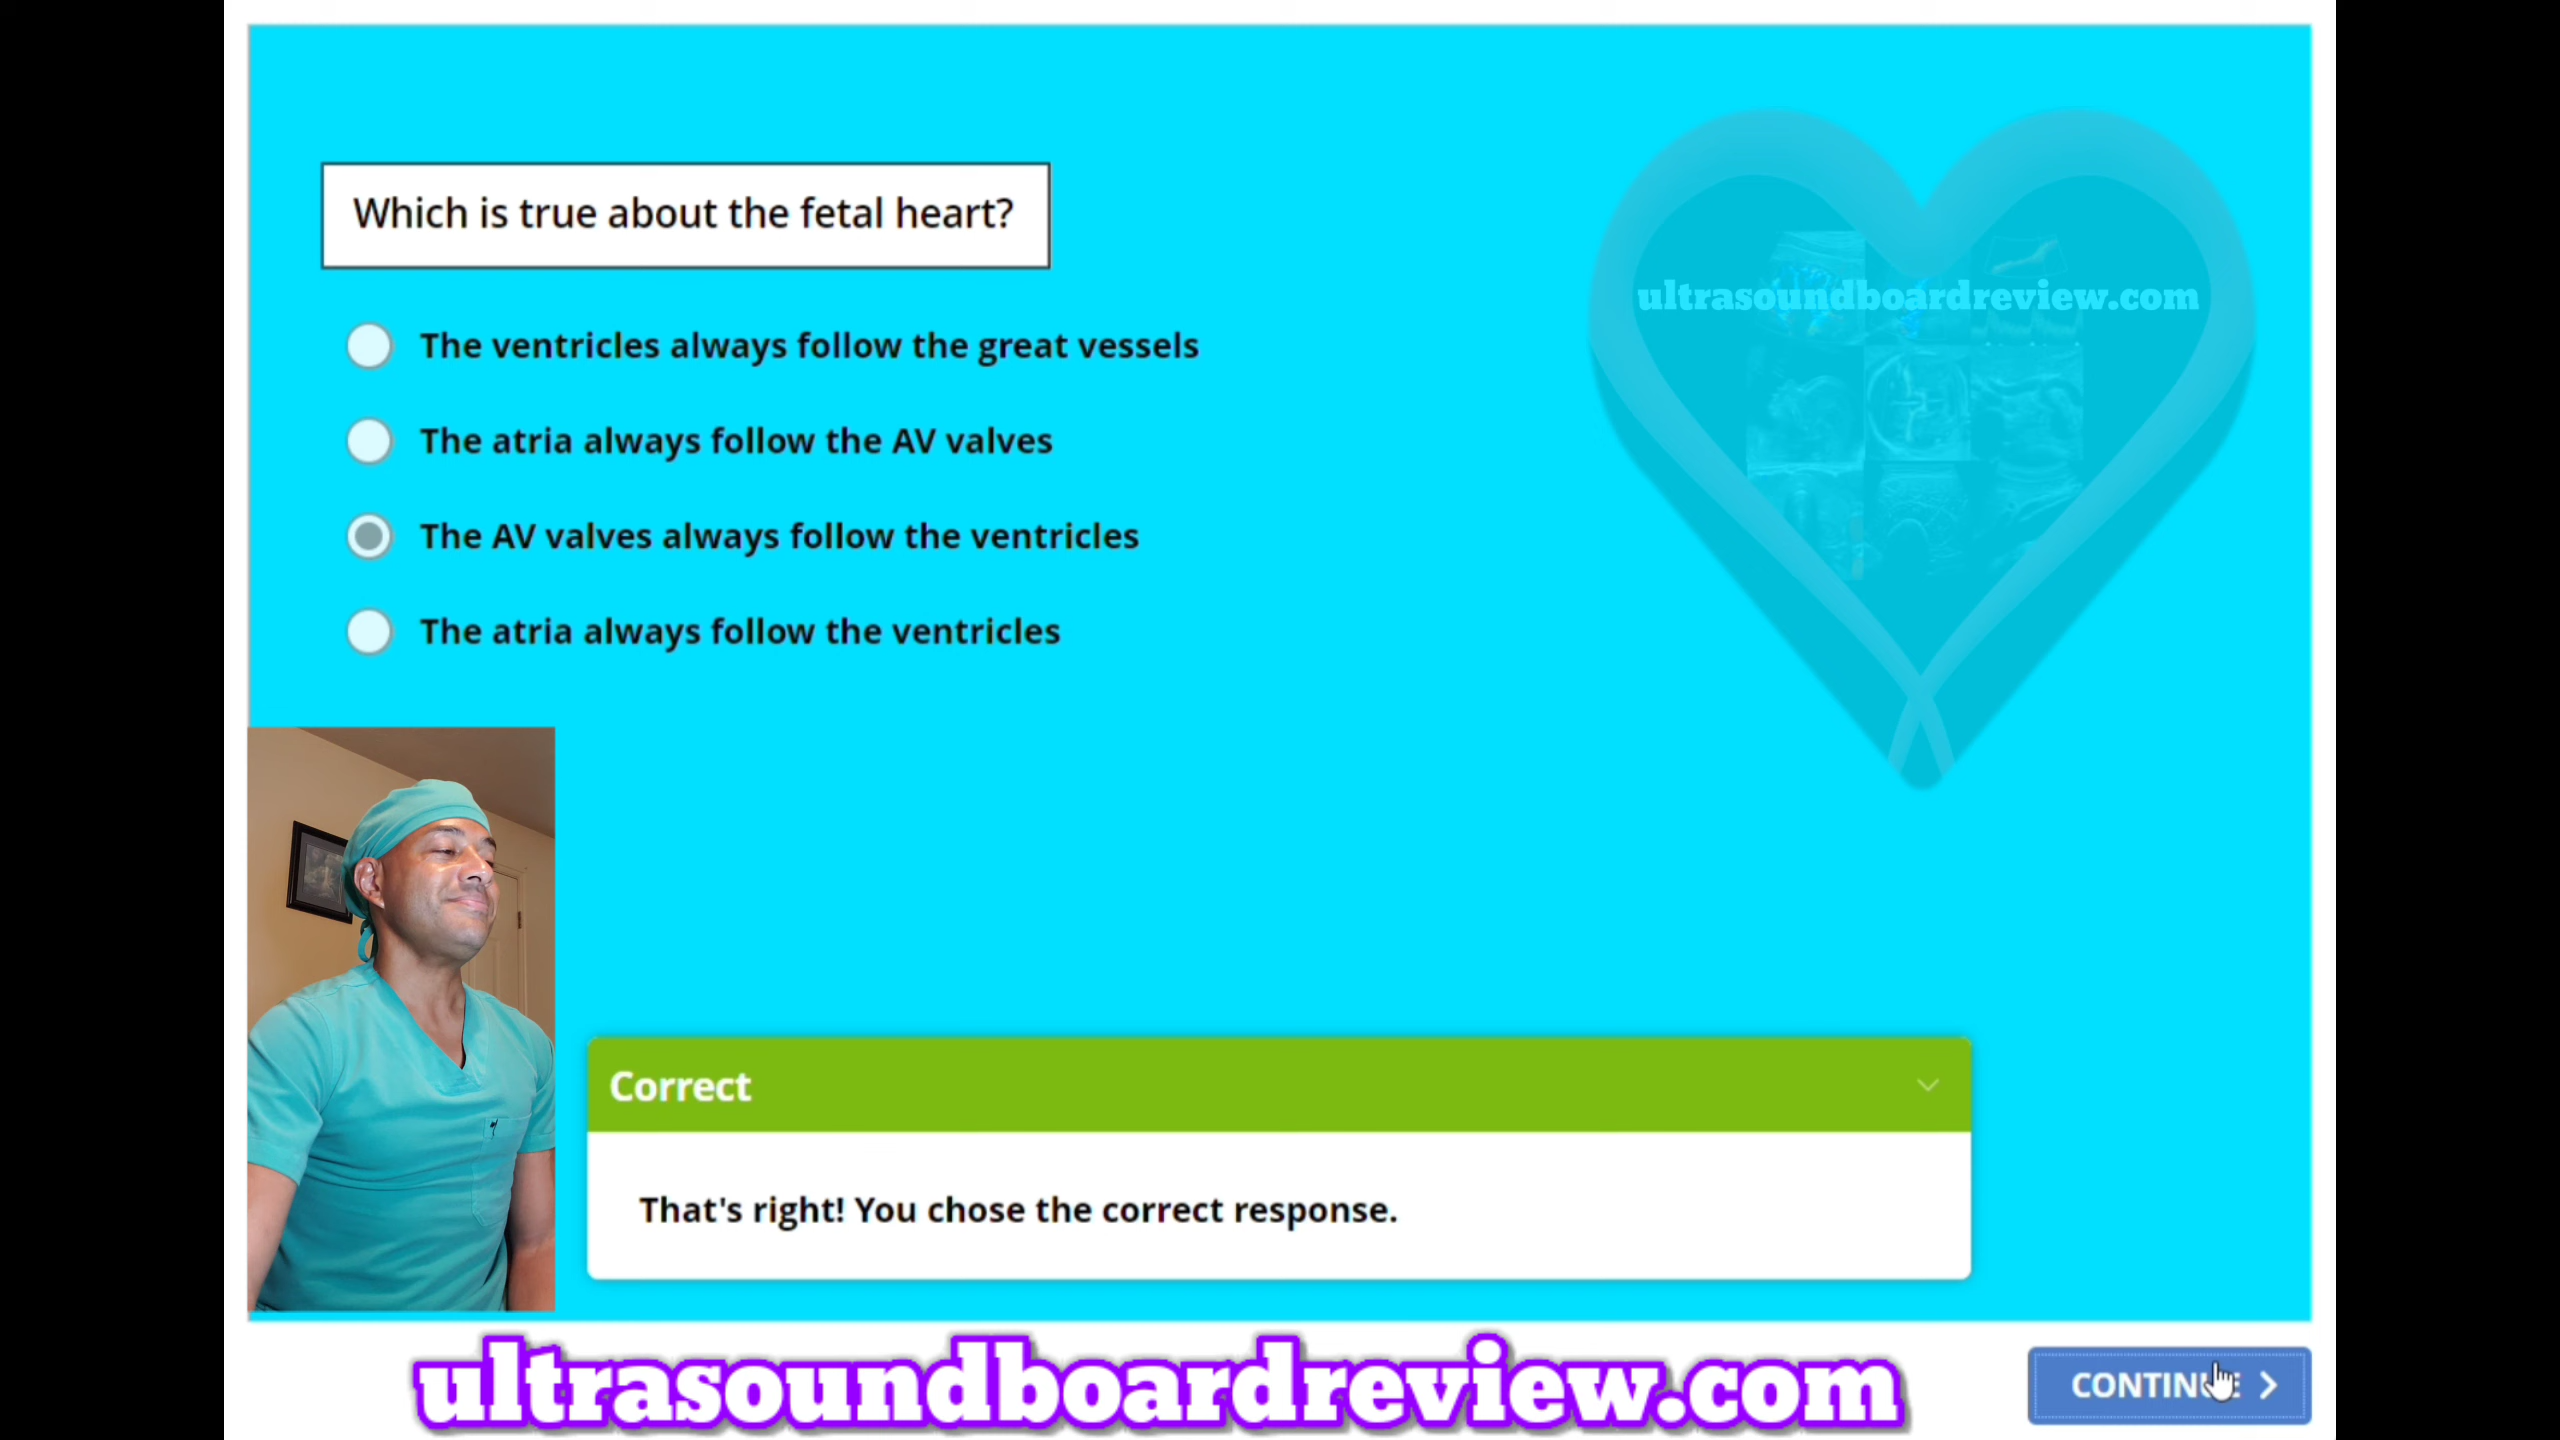 Which is true about the fetal heart?
ultrasoundboardreview.com
The ventricles always follow the great vessels
The atria always follow the AV valves
The AV valves always follow the ventricles
The atria always follow the ventricles
Correct
That's right! You chose the correct response.
ultrasoundboardreview.com
CONTINUE